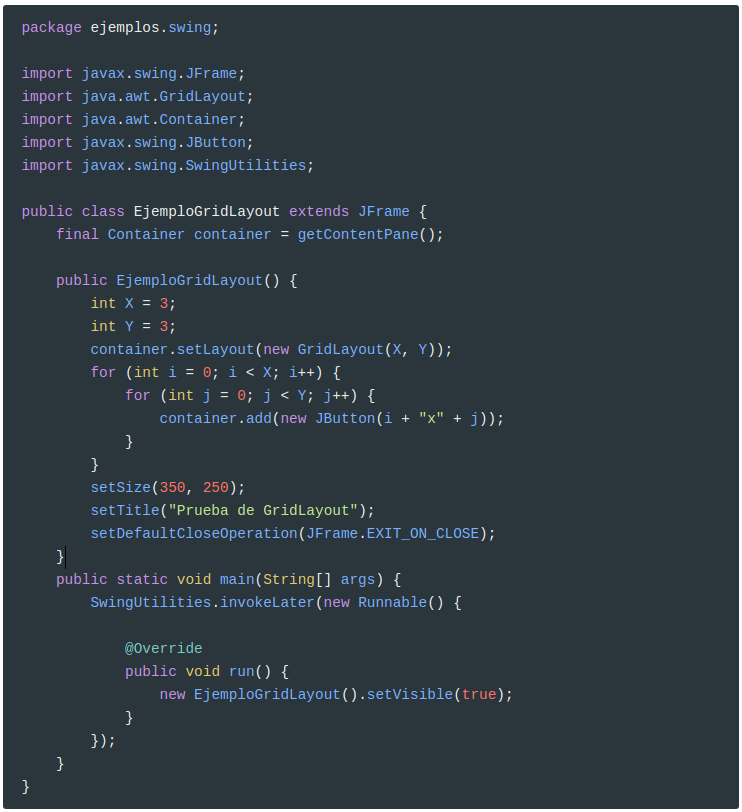 package ejemplos.swing;

import javax.swing.JFrame;
import java.awt.GridLayout;
import java.awt.Container;
import javax.swing.JButton;
import javax.swing.SwingUtilities;

public class EjemploGridLayout extends JFrame {
    final Container container = getContentPane();

    public EjemploGridLayout() {
        int X = 3;
        int Y = 3;
        container.setLayout(new GridLayout(X, Y));
        for (int i = 0; i < X; i++) {
            for (int j = 0; j < Y; j++) {
                container.add(new JButton(i + "x" + j));
            }
        }
        setSize(350, 250);
        setTitle("Prueba de GridLayout");
        setDefaultCloseOperation(JFrame.EXIT_ON_CLOSE);
    }
    public static void main(String[] args) {
        SwingUtilities.invokeLater(new Runnable() {

            @Override
            public void run() {
                new EjemploGridLayout().setVisible(true);
            }
        });
    }
}